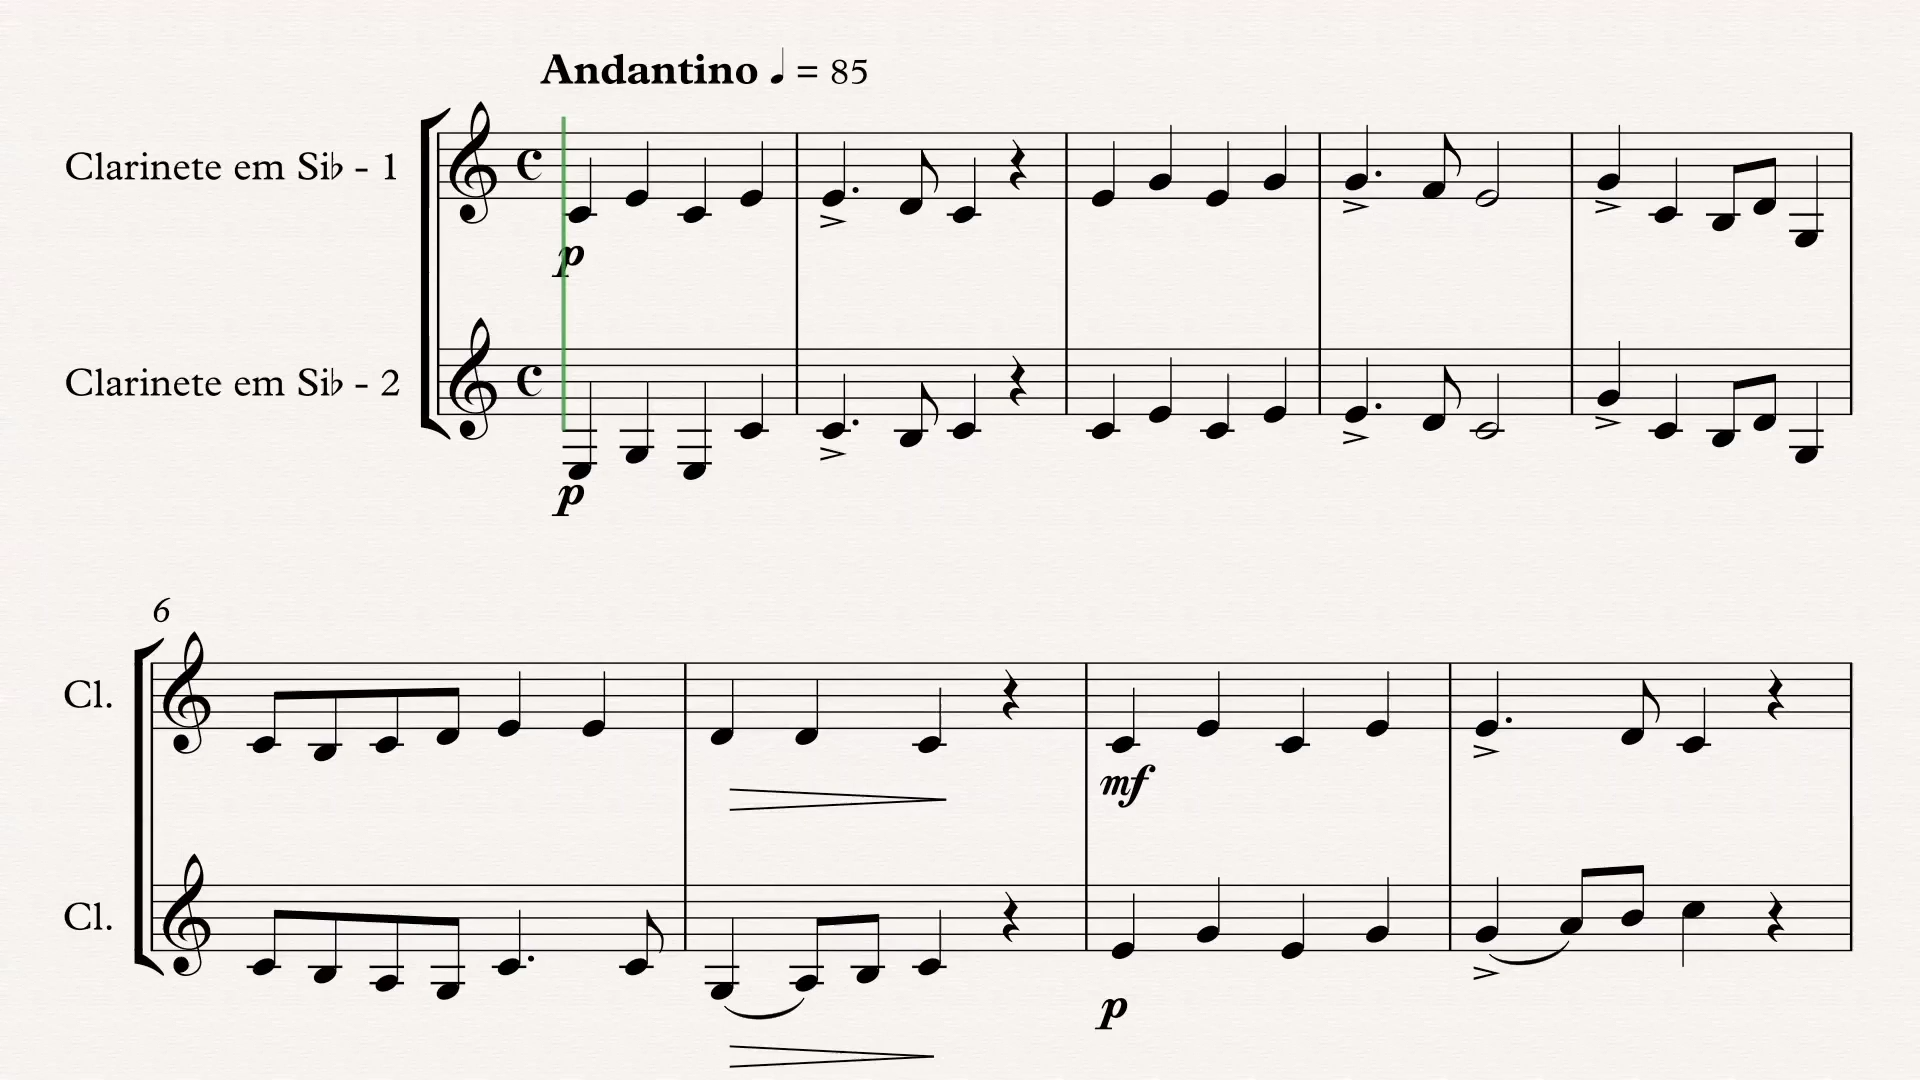 Andantino ♩ = 85
Clarinete em Si♭ - 1
p
Clarinete em Si♭ - 2
p
6
Cl.
mf
Cl.
p